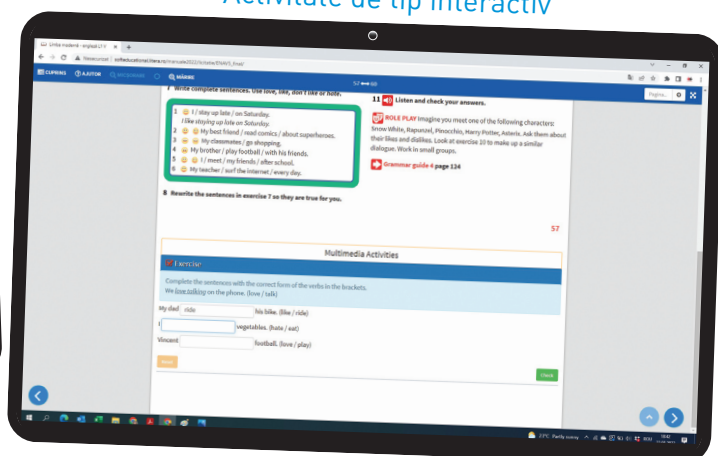 Activitate de tip interactiv
CUPRINS
AJUTOR
MĂRIRE
57 ⟷ 60
Pagina...
7 Write complete sentences. Use love, like, don't like or hate.
1 I / stay up late / on Saturday.
I like staying up late on Saturday.
2 My best friend / read comics / about superheroes.
3 My classmates / go shopping.
4 My brother / play football / with his friends.
5 I / meet / my friends / after school.
6 My teacher / surf the internet / every day.
8 Rewrite the sentences in exercise 7 so they are true for you.
11 Listen and check your answers.
ROLE PLAY Imagine you meet one of the following characters:
Snow White, Rapunzel, Pinocchio, Harry Potter, Asterix. Ask them about
their likes and dislikes. Look at exercise 10 to make up a similar
dialogue. Work in small groups.
Grammar guide 4 page 124
57
Multimedia Activities
Exercise
Complete the sentences with the correct form of the verbs in the brackets.
We love talking on the phone. (love / talk)
My dad ride his bike. (like / ride)
I vegetables. (hate / eat)
Vincent football. (love / play)
Check
Partly sunny